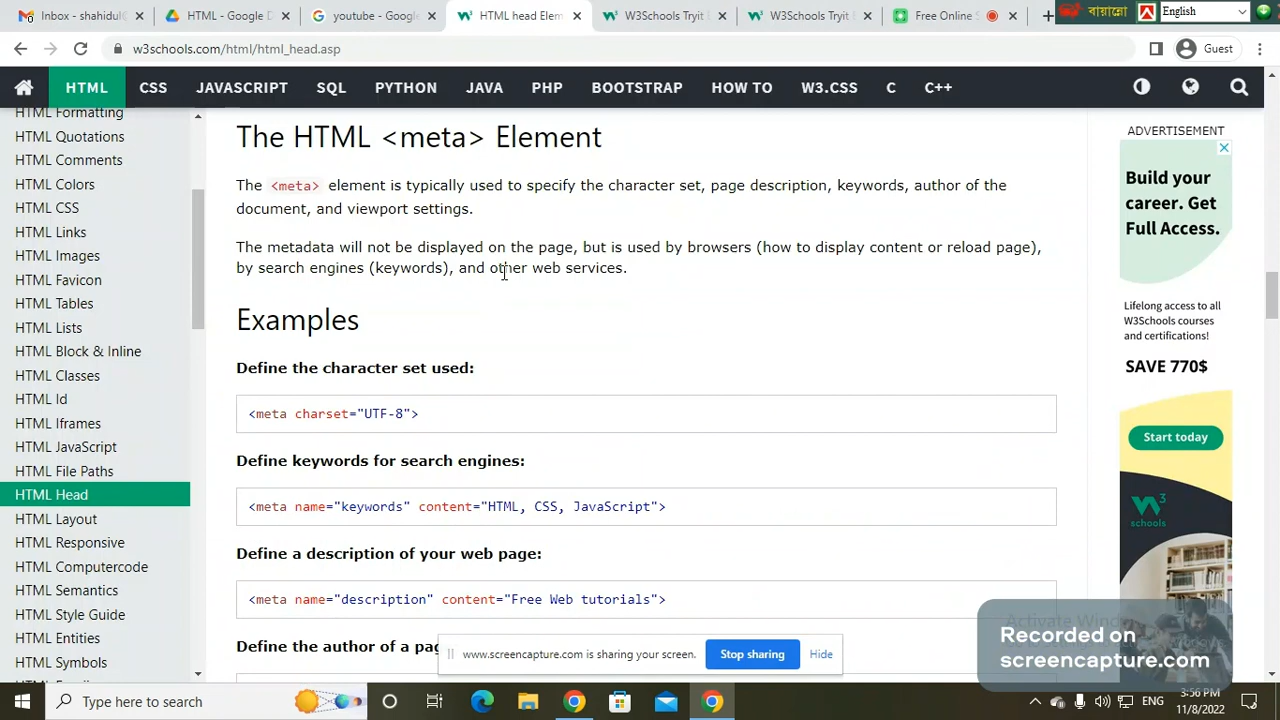 Inbox - shahidul
HTML - Google D
yout
HTML head Elem
W3Schools Tryit
W3Schools Tryit
Free Online
বায়ান্নো
English
w3schools.com/html/html_head.asp
Guest
HTML CSS JAVASCRIPT SQL PYTHON JAVA PHP BOOTSTRAP HOW TO W3.CSS C C++
HTML Formatting
HTML Quotations
HTML Comments
HTML Colors
HTML CSS
HTML Links
HTML Images
HTML Favicon
HTML Tables
HTML Lists
HTML Block & Inline
HTML Classes
HTML Id
HTML Iframes
HTML JavaScript
HTML File Paths
HTML Head
HTML Layout
HTML Responsive
HTML Computercode
HTML Semantics
HTML Style Guide
HTML Entities
HTML Symbols
The HTML <meta> Element
The <meta> element is typically used to specify the character set, page description, keywords, author of the
document, and viewport settings.
The metadata will not be displayed on the page, but is used by browsers (how to display content or reload page),
by search engines (keywords), and other web services.
Examples
Define the character set used:
<meta charset="UTF-8">
Define keywords for search engines:
<meta name="keywords" content="HTML, CSS, JavaScript">
Define a description of your web page:
<meta name="description" content="Free Web tutorials">
Define the author of a pag
www.screencapture.com is sharing your screen.
Stop sharing
Hide
ADVERTISEMENT
Build your
career. Get
Full Access.
Lifelong access to all
W3Schools courses
and certifications!
SAVE 770$
Start today
W3
schools
Activate Wind
Recorded on
screencapture.com
Type here to search
ENG
3:56 PM
11/8/2022